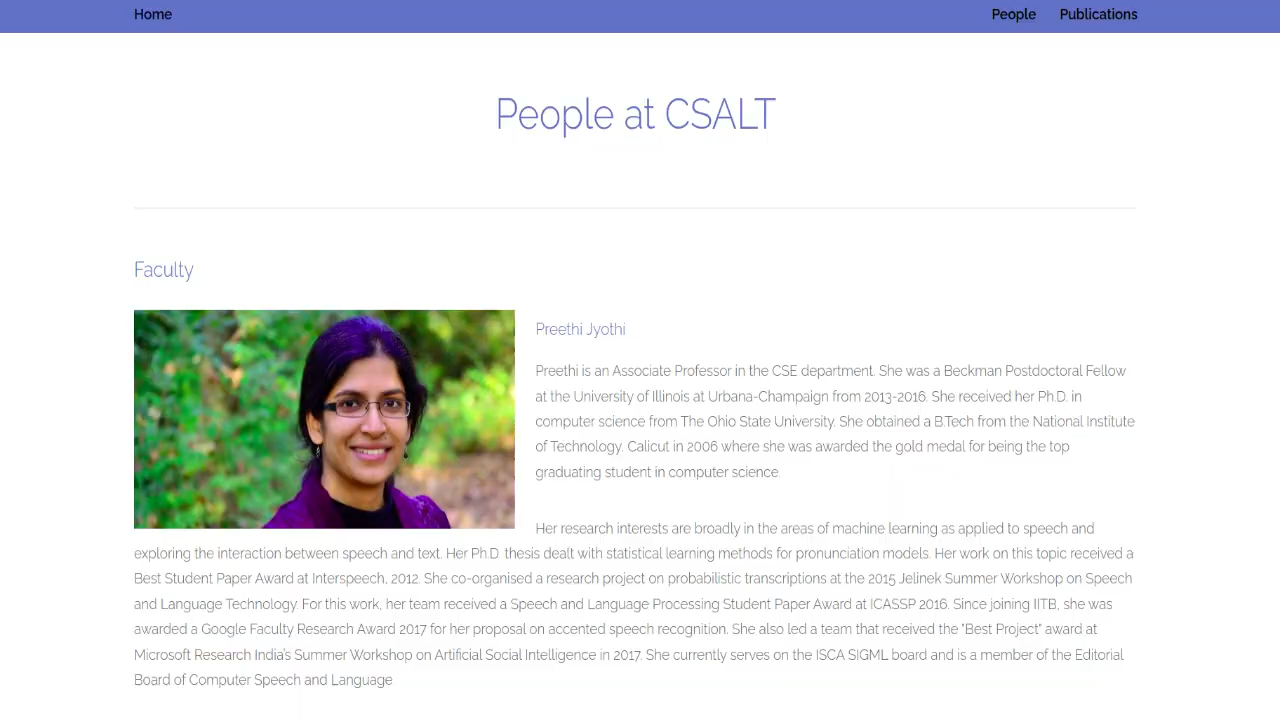 Home People Publications
People at CSALT
Faculty
Preethi Jyothi
Preethi is an Associate Professor in the CSE department. She was a Beckman Postdoctoral Fellow
at the University of Illinois at Urbana-Champaign from 2013-2016. She received her Ph.D. in
computer science from The Ohio State University. She obtained a B.Tech from the National Institute
of Technology, Calicut in 2006 where she was awarded the gold medal for being the top
graduating student in computer science.
Her research interests are broadly in the areas of machine learning as applied to speech and
exploring the interaction between speech and text. Her Ph.D. thesis dealt with statistical learning methods for pronunciation models. Her work on this topic received a
Best Student Paper Award at Interspeech, 2012. She co-organised a research project on probabilistic transcriptions at the 2015 Jelinek Summer Workshop on Speech
and Language Technology. For this work, her team received a Speech and Language Processing Student Paper Award at ICASSP 2016. Since joining IITB, she was
awarded a Google Faculty Research Award 2017 for her proposal on accented speech recognition. She also led a team that received the "Best Project" award at
Microsoft Research India's Summer Workshop on Artificial Social Intelligence in 2017. She currently serves on the ISCA SIGML board and is a member of the Editorial
Board of Computer Speech and Language